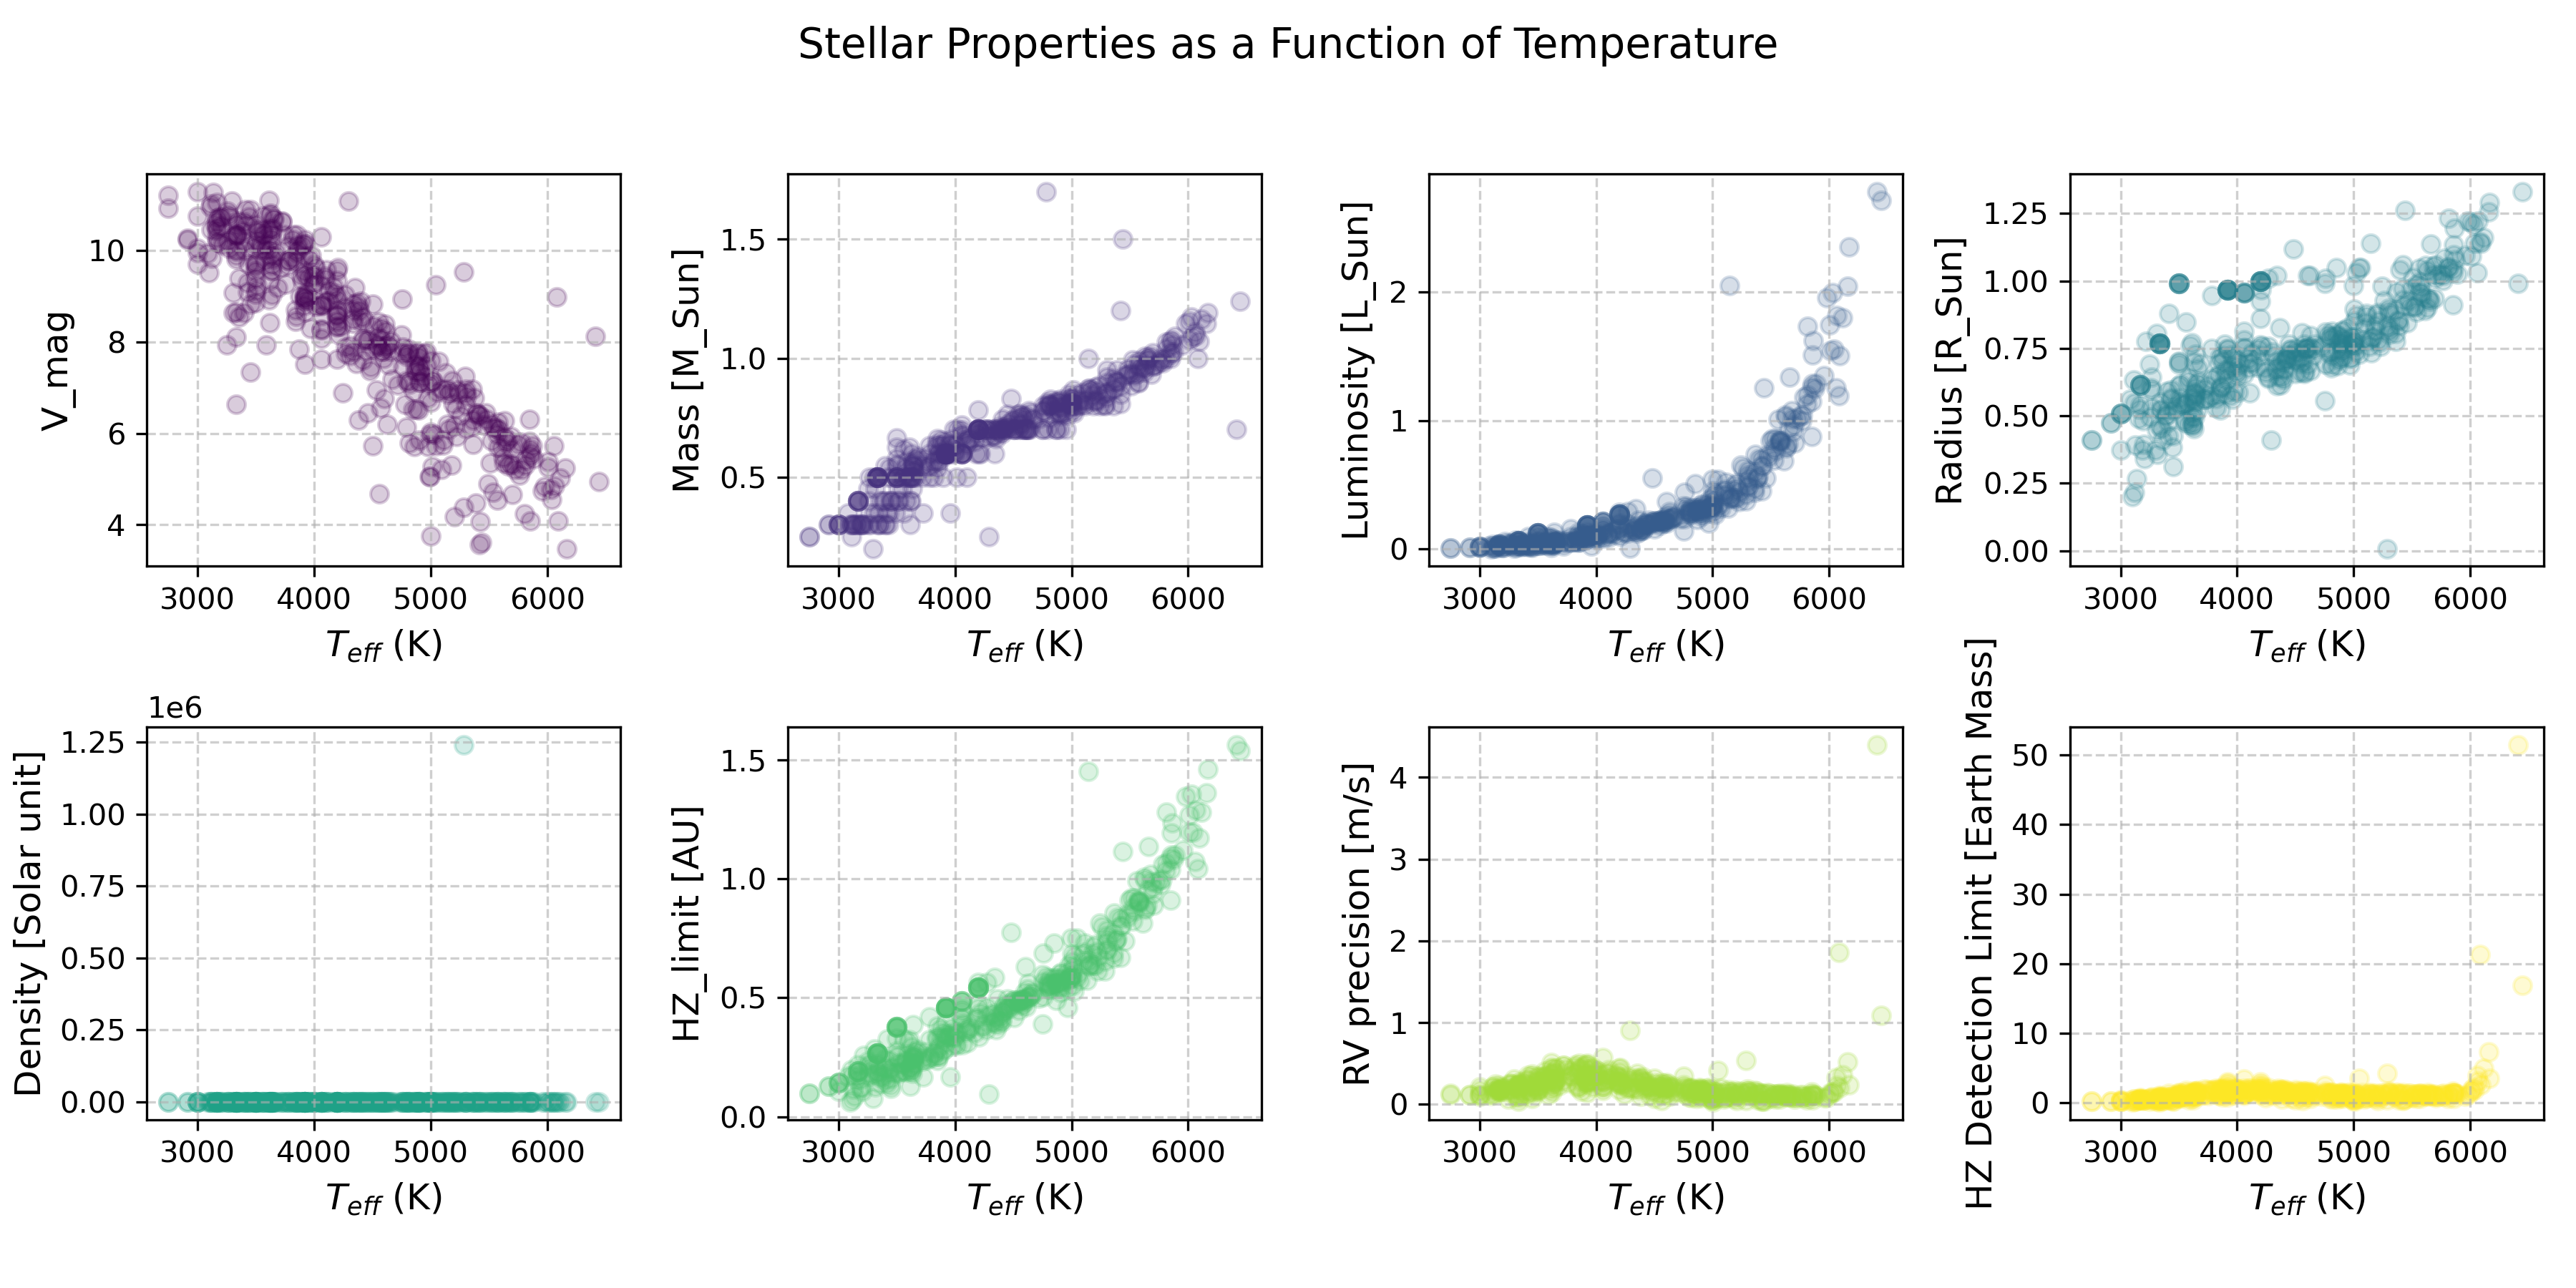 Stellar Properties as a Function of Temperature
V_mag
10
8
6
4
3000 4000 5000 6000
T_eff (K)
Mass [M_Sun]
1.5
1.0
0.5
3000 4000 5000 6000
T_eff (K)
Luminosity [L_Sun]
2
1
0
3000 4000 5000 6000
T_eff (K)
Radius [R_Sun]
1.25
1.00
0.75
0.50
0.25
0.00
3000 4000 5000 6000
T_eff (K)
Density [Solar unit]
1e6
1.25
1.00
0.75
0.50
0.25
0.00
3000 4000 5000 6000
T_eff (K)
HZ_limit [AU]
1.5
1.0
0.5
0.0
3000 4000 5000 6000
T_eff (K)
RV precision [m/s]
4
3
2
1
0
3000 4000 5000 6000
T_eff (K)
HZ Detection Limit [Earth Mass]
50
40
30
20
10
0
3000 4000 5000 6000
T_eff (K)